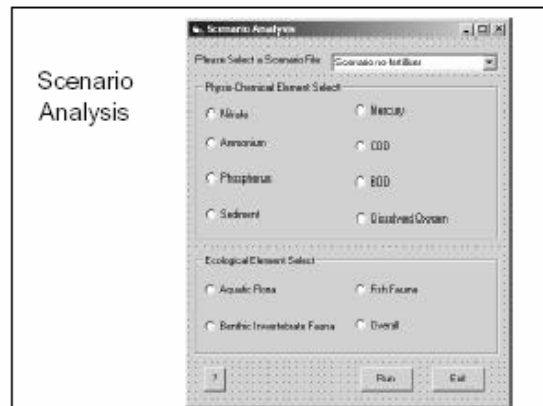 Scenario Analysis
Scenario
Analysis
Please Select a Scenario File: Scenario no fertiliser
Physio-Chemical Element Select
Nitrate
Mercury
Ammonium
COD
Phosphorus
BOD
Sediment
Dissolved Oxygen
Ecological Element Select
Aquatic Flora
Fish Fauna
Benthic Invertebrate Fauna
Overall
?
Run
Exit